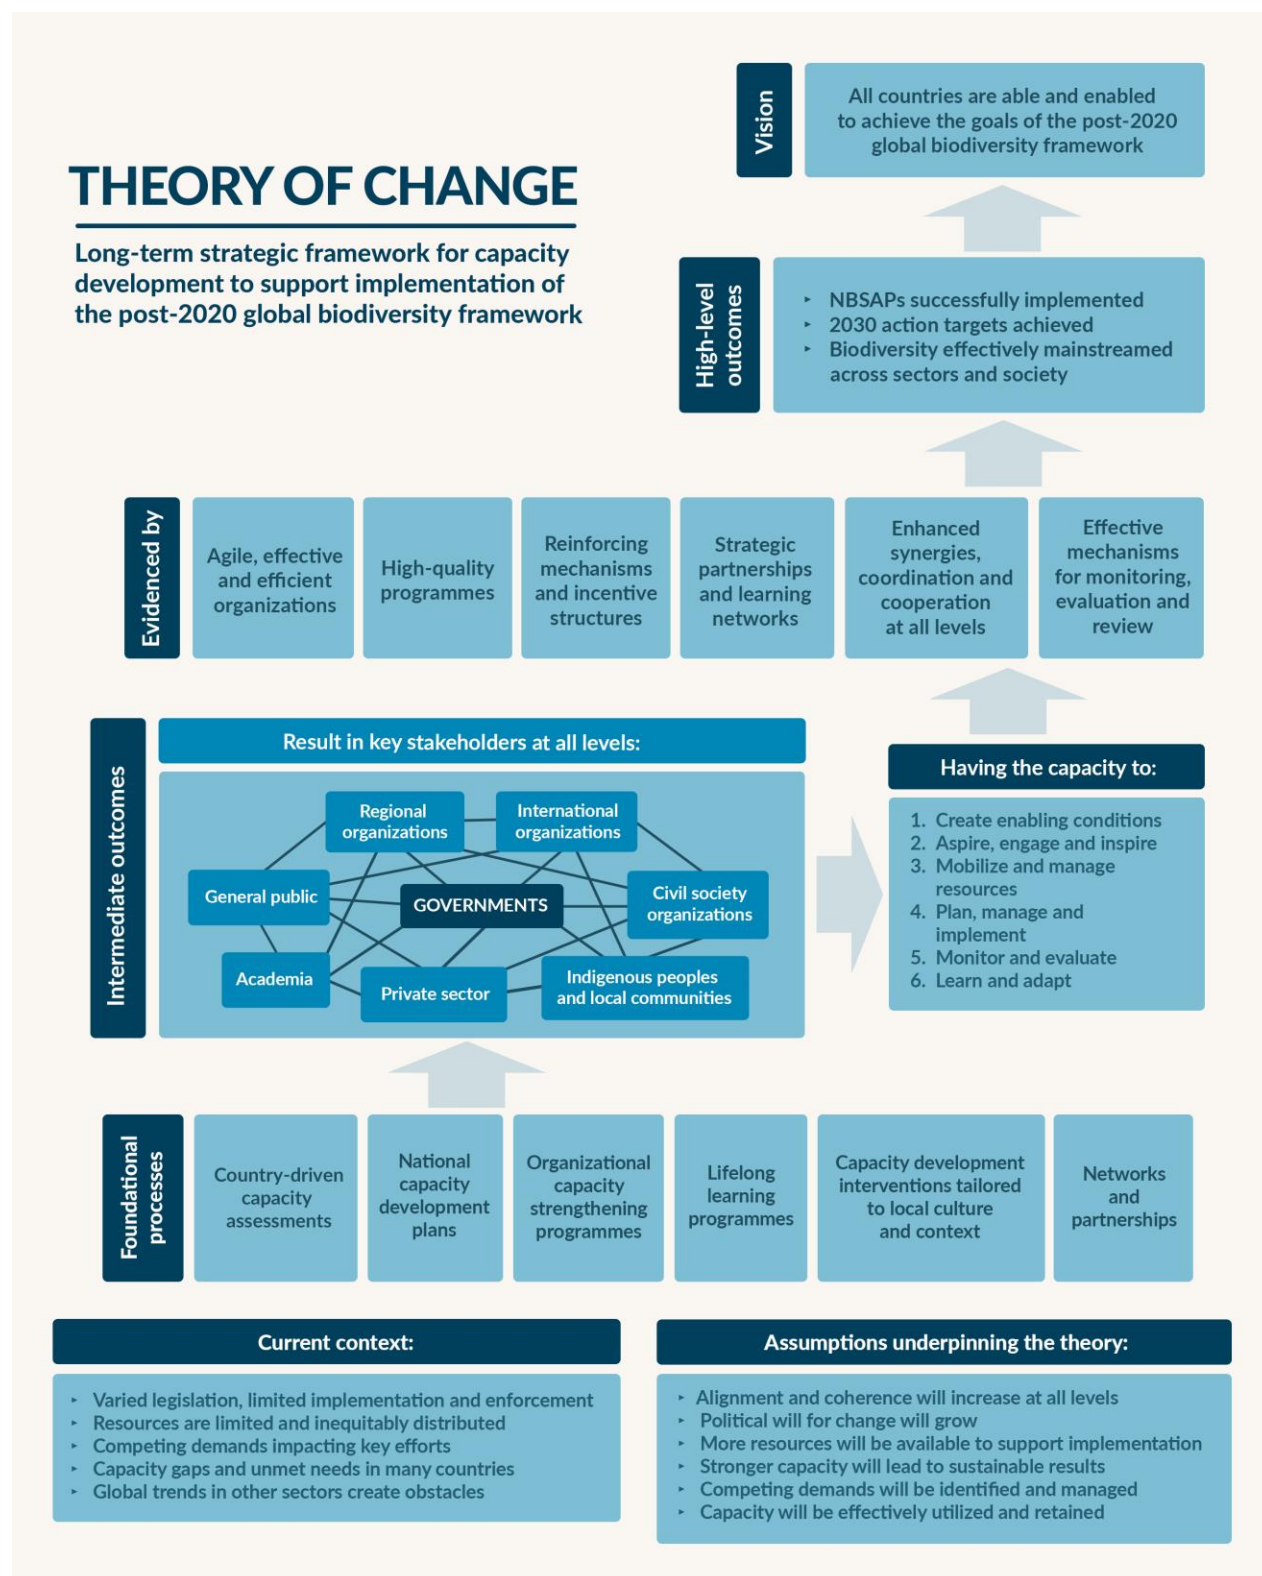 THEORY OF CHANGE
Long-term strategic framework for capacity
development to support implementation of
the post-2020 global biodiversity framework
Vision
All countries are able and enabled
to achieve the goals of the post-2020
global biodiversity framework
High-level
outcomes
‣ NBSAPs successfully implemented
‣ 2030 action targets achieved
‣ Biodiversity effectively mainstreamed
across sectors and society
Evidenced by
Agile, effective
and efficient
organizations
High-quality
programmes
Reinforcing
mechanisms
and incentive
structures
Strategic
partnerships
and learning
networks
Enhanced
synergies,
coordination and
cooperation
at all levels
Effective
mechanisms
for monitoring,
evaluation and
review
Intermediate outcomes
Result in key stakeholders at all levels:
Regional
organizations
International
organizations
General public
GOVERNMENTS
Civil society
organizations
Academia
Private sector
Indigenous peoples
and local communities
Having the capacity to:
1. Create enabling conditions
2. Aspire, engage and inspire
3. Mobilize and manage
resources
4. Plan, manage and
implement
5. Monitor and evaluate
6. Learn and adapt
Foundational
processes
Country-driven
capacity
assessments
National
capacity
development
plans
Organizational
capacity
strengthening
programmes
Lifelong
learning
programmes
Capacity development
interventions tailored
to local culture
and context
Networks
and
partnerships
Current context:
‣ Varied legislation, limited implementation and enforcement
‣ Resources are limited and inequitably distributed
‣ Competing demands impacting key efforts
‣ Capacity gaps and unmet needs in many countries
‣ Global trends in other sectors create obstacles
Assumptions underpinning the theory:
‣ Alignment and coherence will increase at all levels
‣ Political will for change will grow
‣ More resources will be available to support implementation
‣ Stronger capacity will lead to sustainable results
‣ Competing demands will be identified and managed
‣ Capacity will be effectively utilized and retained